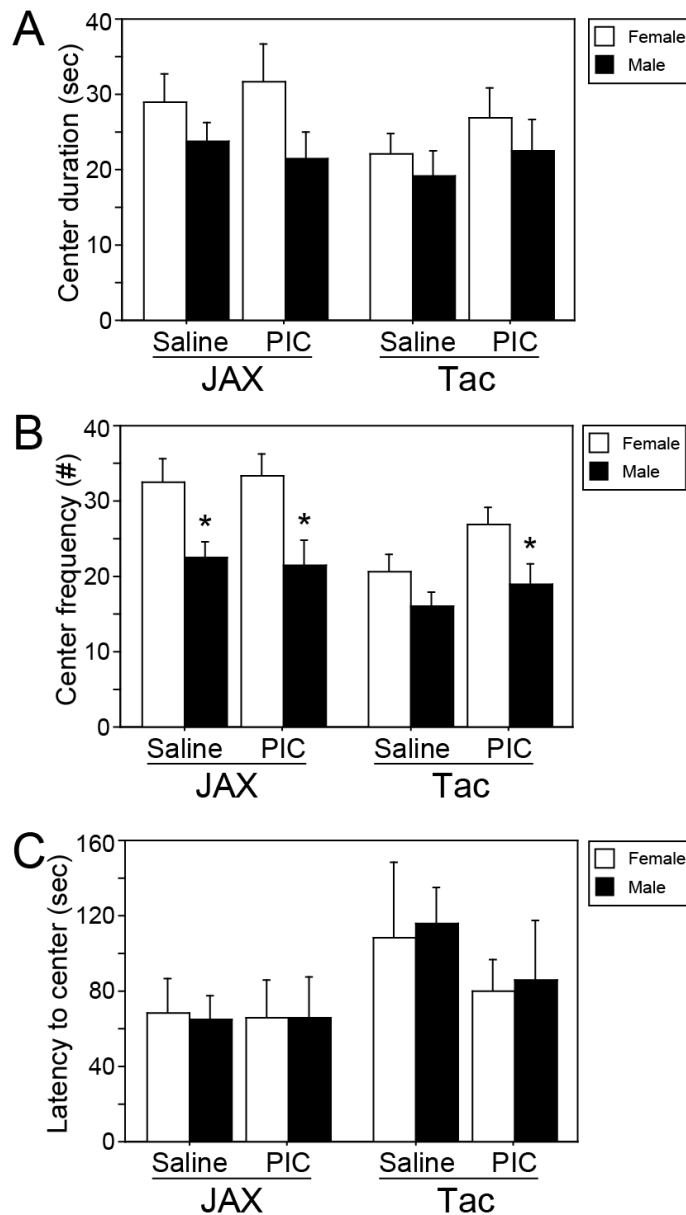 A
Center duration (sec)
40
30
20
10
0
Female
Male
Saline PIC Saline PIC
JAX Tac
B
Center frequency (#)
40
30
20
10
0
Female
Male
* * *
Saline PIC Saline PIC
JAX Tac
C
Latency to center (sec)
160
120
80
40
0
Female
Male
Saline PIC Saline PIC
JAX Tac